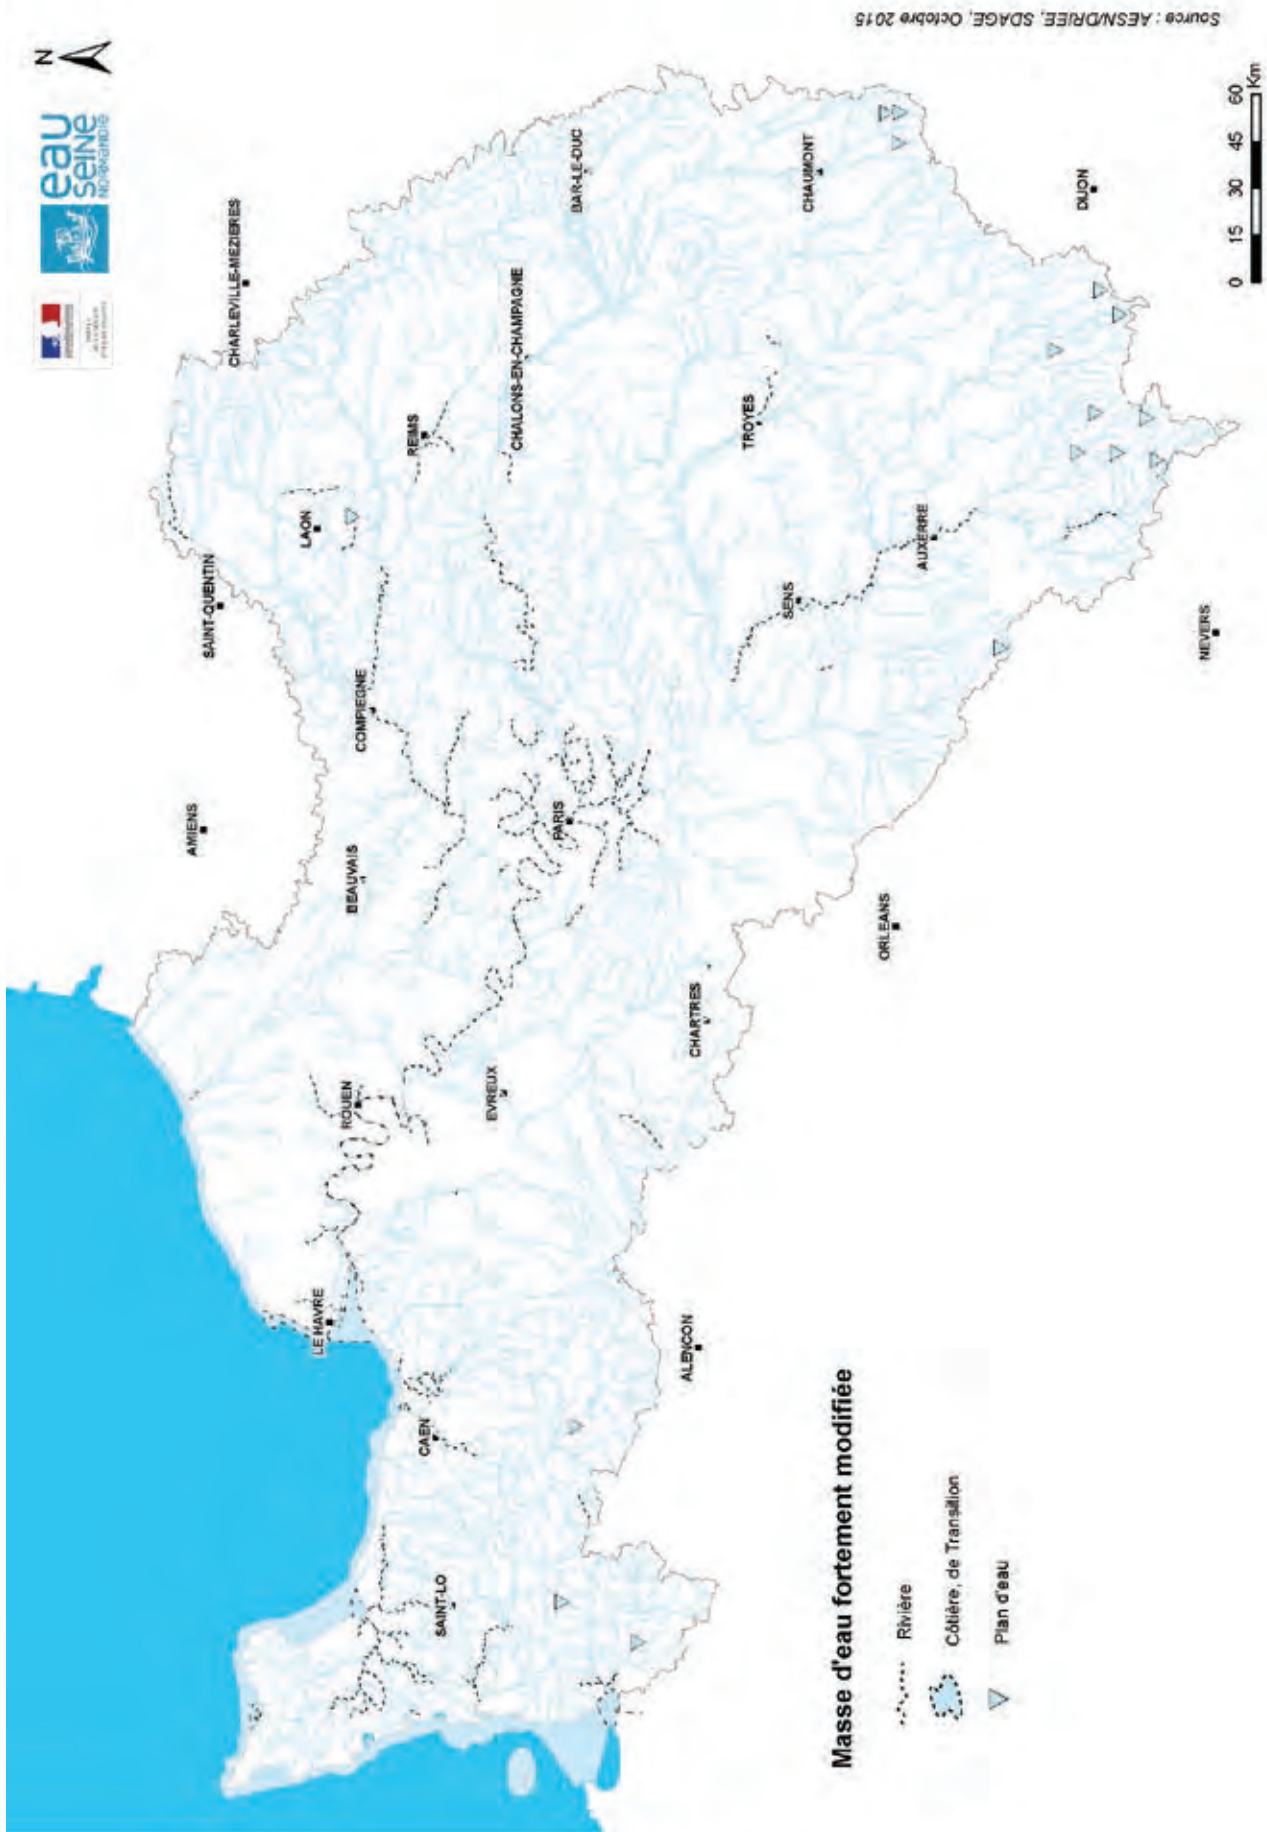 N
eau
SEINE
NORMANDIE
CHARLEVILLE-MEZIERES
SAINT-QUENTIN
AMIENS
LAON
REIMS
COMPIEGNE
BEAUVAIS
ROUEN
LE HAVRE
CHALONS-EN-CHAMPAGNE
BAR-LE-DUC
PARIS
EVREUX
CAEN
SAINT-LO
TROYES
CHAUMONT
SENS
CHARTRES
ALENCON
AUXERRE
ORLEANS
DIJON
NEVERS
Masse d'eau fortement modifiée
Rivière
Côtière, de Transition
Plan d'eau
0 15 30 45 60
Km
Source : AESN/DRIEE, SDAGE, Octobre 2015